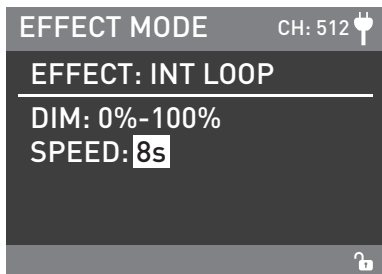 EFFECT MODE CH: 512
EFFECT: INT LOOP
DIM: 0%-100%
SPEED: 8s